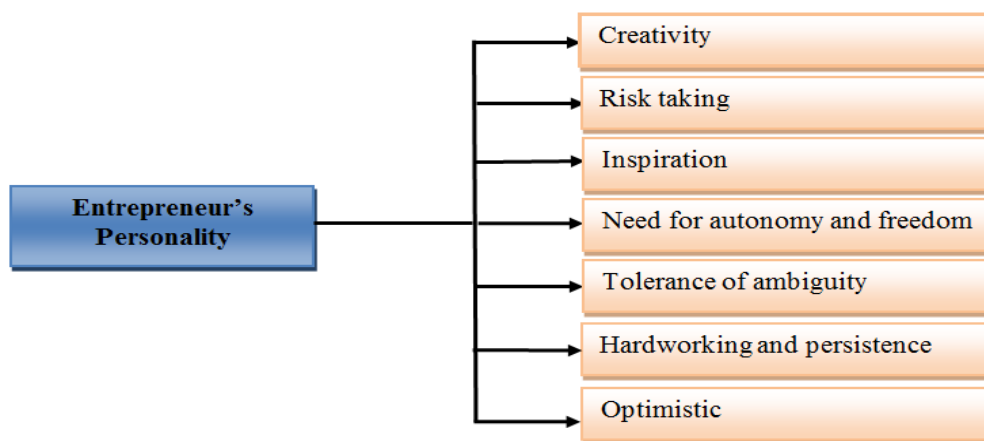 Creativity
Risk taking
Inspiration
Entrepreneur’s
Personality
Need for autonomy and freedom
Tolerance of ambiguity
Hardworking and persistence
Optimistic